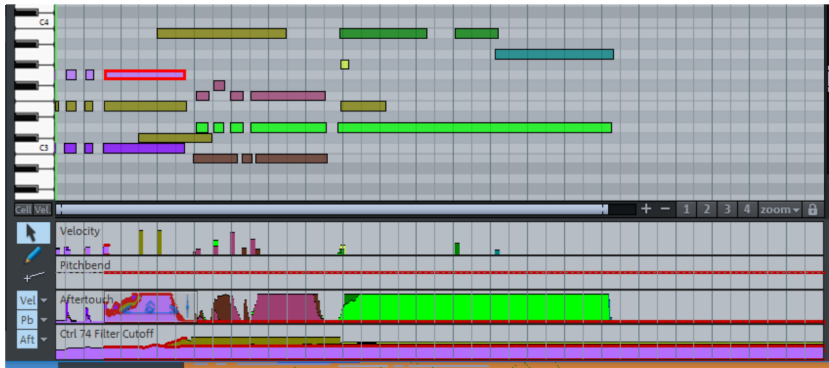 C4
C3
Cell Vel
+ − 1 2 3 4 zoom
Velocity
Pitchbend
Vel Aftertouch
Pb
Aft Ctrl 74 Filter Cutoff